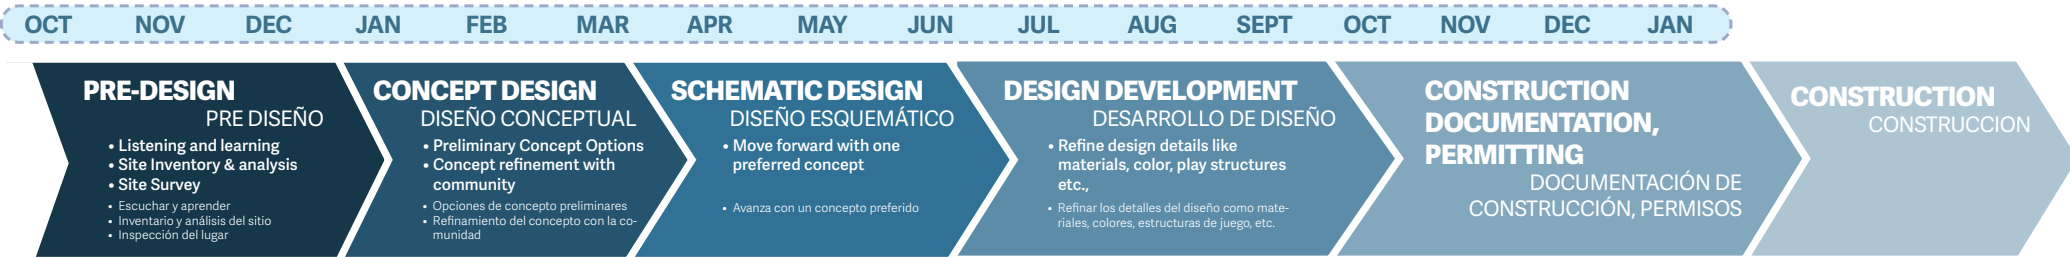 OCT NOV DEC JAN FEB MAR APR MAY JUN JUL AUG SEPT OCT NOV DEC JAN
PRE-DESIGN
PRE DISEÑO
• Listening and learning
• Site Inventory & analysis
• Site Survey
• Escuchar y aprender
• Inventario y análisis del sitio
• Inspección del lugar
CONCEPT DESIGN
DISEÑO CONCEPTUAL
• Preliminary Concept Options
• Concept refinement with
community
• Opciones de concepto preliminares
• Refinamiento del concepto con la co-
munidad
SCHEMATIC DESIGN
DISEÑO ESQUEMÁTICO
• Move forward with one
preferred concept
• Avanza con un concepto preferido
DESIGN DEVELOPMENT
DESARROLLO DE DISEÑO
• Refine design details like
materials, color, play structures
etc.,
• Refinar los detalles del diseño como mate-
riales, colores, estructuras de juego, etc.
CONSTRUCTION
DOCUMENTATION,
PERMITTING
DOCUMENTACIÓN DE
CONSTRUCCIÓN, PERMISOS
CONSTRUCTION
CONSTRUCCION